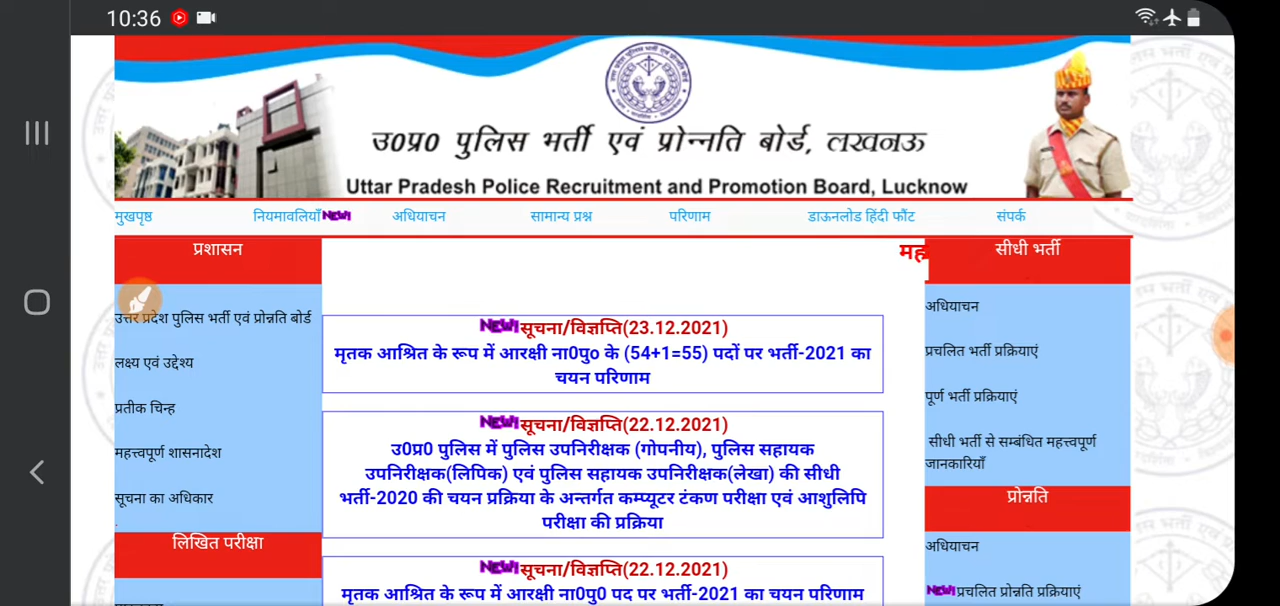 10:36
उ0प्र0 पुलिस भर्ती एवं प्रोन्नति बोर्ड, लखनऊ
Uttar Pradesh Police Recruitment and Promotion Board, Lucknow
मुखपृष्ठ नियमावलियाँ NEW! अधियाचन सामान्य प्रश्न परिणाम डाऊनलोड हिंदी फौंट संपर्क
प्रशासन
उत्तर प्रदेश पुलिस भर्ती एवं प्रोन्नति बोर्ड
लक्ष्य एवं उद्देश्य
प्रतीक चिन्ह
महत्त्वपूर्ण शासनादेश
सूचना का अधिकार
लिखित परीक्षा
NEW! सूचना/विज्ञप्ति(23.12.2021)
मृतक आश्रित के रूप में आरक्षी ना0पुo के (54+1=55) पदों पर भर्ती-2021 का
चयन परिणाम
NEW! सूचना/विज्ञप्ति(22.12.2021)
उ0प्र0 पुलिस में पुलिस उपनिरीक्षक (गोपनीय), पुलिस सहायक
उपनिरीक्षक(लिपिक) एवं पुलिस सहायक उपनिरीक्षक(लेखा) की सीधी
भर्ती-2020 की चयन प्रक्रिया के अन्तर्गत कम्प्यूटर टंकण परीक्षा एवं आशुलिपि
परीक्षा की प्रक्रिया
NEW! सूचना/विज्ञप्ति(22.12.2021)
मृतक आश्रित के रूप में आरक्षी ना0पु0 पद पर भर्ती-2021 का चयन परिणाम
सीधी भर्ती
अधियाचन
प्रचलित भर्ती प्रक्रियाएं
पूर्ण भर्ती प्रक्रियाएं
सीधी भर्ती से सम्बंधित महत्त्वपूर्ण
जानकारियाँ
प्रोन्नति
अधियाचन
NEW! प्रचलित प्रोन्नति प्रक्रियाएं